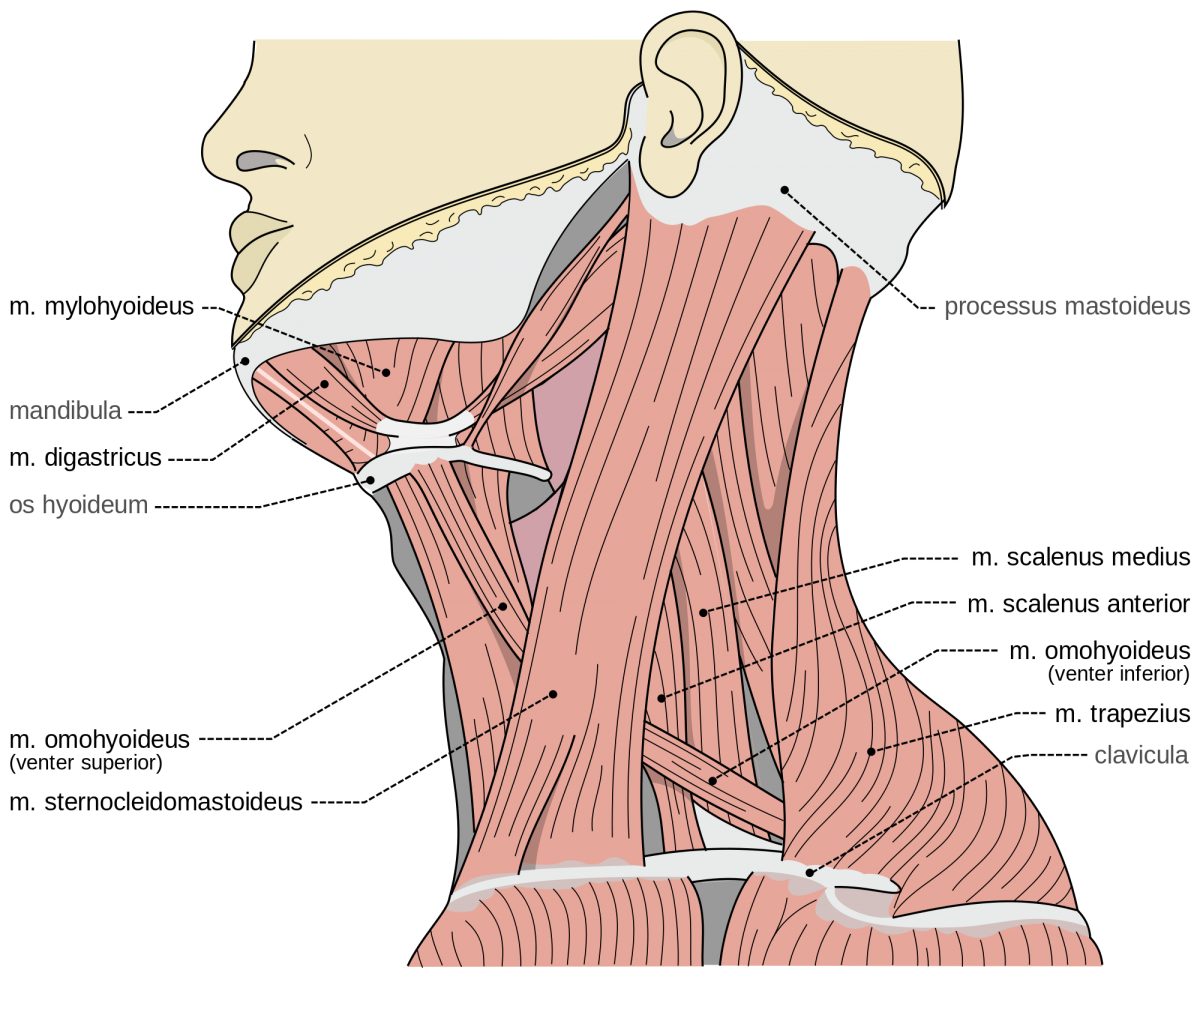 m. mylohyoideus
mandibula
m. digastricus
os hyoideum
m. omohyoideus
(venter superior)
m. sternocleidomastoideus
processus mastoideus
m. scalenus medius
m. scalenus anterior
m. omohyoideus
(venter inferior)
m. trapezius
clavicula